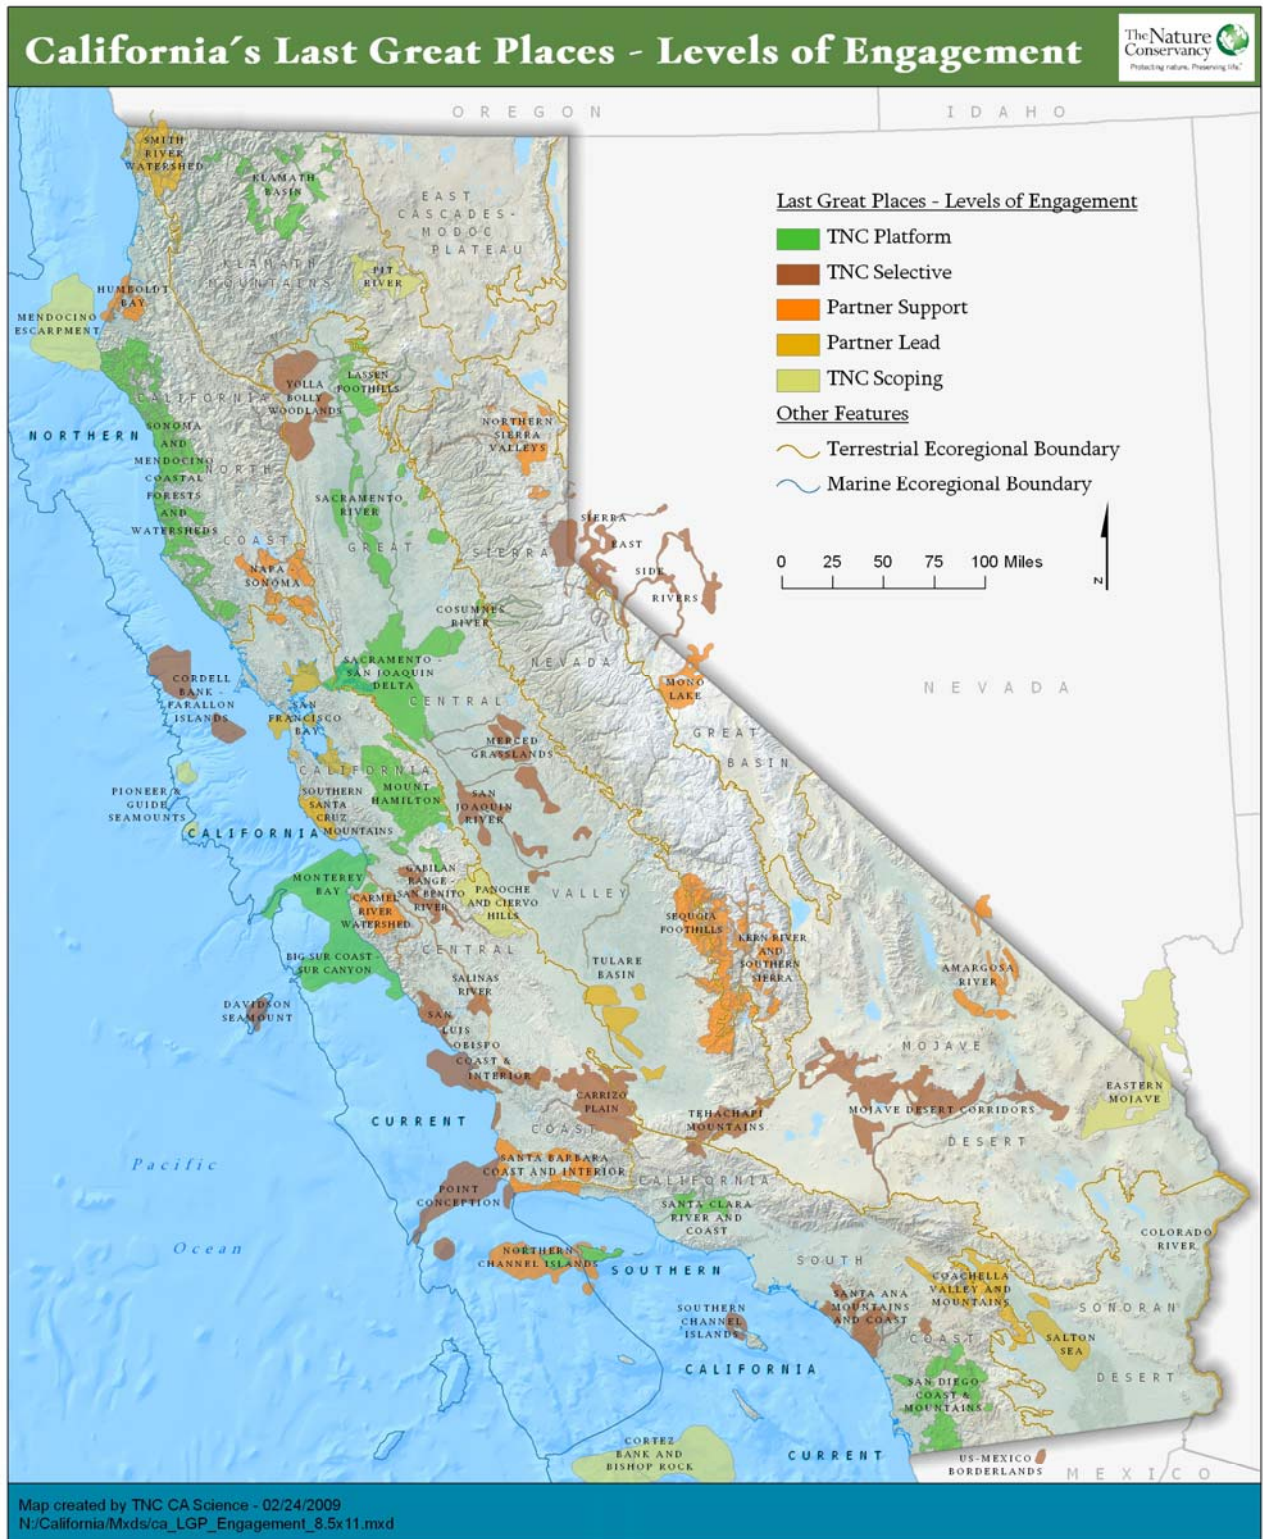 California´s Last Great Places - Levels of Engagement
The Nature
Conservancy
Protecting nature. Preserving life.™
OREGON
IDAHO
SMITH
RIVER
WATERSHED
KLAMATH
BASIN
EAST
CASCADES-
MODOC
PLATEAU
KLAMATH
MOUNTAINS
PIT
RIVER
HUMBOLDT
BAY
MENDOCINO
ESCARPMENT
Last Great Places - Levels of Engagement
TNC Platform
TNC Selective
Partner Support
Partner Lead
TNC Scoping
Other Features
Terrestrial Ecoregional Boundary
Marine Ecoregional Boundary
0 25 50 75 100 Miles
N
YOLLA
BOLLY
WOODLANDS
LASSEN
FOOTHILLS
CALIFORNIA
NORTH
COAST
NORTHERN
SONOMA
AND
MENDOCINO
COASTAL
FORESTS
AND
WATERSHEDS
NORTHERN
SIERRA
VALLEYS
SACRAMENTO
RIVER
GREAT
SIERRA
SIERRA
EAST
SIDE
RIVERS
NAPA -
SONOMA
COSUMNES
RIVER
NEVADA
SACRAMENTO -
SAN JOAQUIN
DELTA
CENTRAL
MONO
LAKE
NEVADA
CORDELL
BANK -
FARALLON
ISLANDS
SAN
FRANCISCO
BAY
MERCED
GRASSLANDS
GREAT
BASIN
CALIFORNIA
MOUNT
HAMILTON
SAN
JOAQUIN
RIVER
PIONEER &
GUIDE
SEAMOUNTS
SOUTHERN
SANTA
CRUZ
MOUNTAINS
CALIFORNIA
MONTEREY
BAY
GABILAN
RANGE -
SAN BENITO
RIVER
CARMEL
RIVER
WATERSHED
PANOCHE
AND CIERVO
HILLS
VALLEY
SEQUOIA
FOOTHILLS
KERN RIVER
AND
SOUTHERN
SIERRA
CENTRAL
BIG SUR COAST -
SUR CANYON
SALINAS
RIVER
TULARE
BASIN
AMARGOSA
RIVER
DAVIDSON
SEAMOUNT
SAN
LUIS
OBISPO
COAST &
INTERIOR
MOJAVE
EASTERN
MOJAVE
CARRIZO
PLAIN
TEHACHAPI
MOUNTAINS
MOJAVE DESERT CORRIDORS
DESERT
CURRENT
COAST
Pacific
SANTA BARBARA
COAST AND INTERIOR
CALIFORNIA
POINT
CONCEPTION
SANTA CLARA
RIVER AND
COAST
COLORADO
RIVER
Ocean
NORTHERN
CHANNEL ISLANDS
SOUTHERN
SOUTH
COACHELLA
VALLEY AND
MOUNTAINS
SANTA ANA
MOUNTAINS
AND COAST
SONORAN
SOUTHERN
CHANNEL
ISLANDS
COAST
SALTON
SEA
CALIFORNIA
SAN DIEGO
COAST &
MOUNTAINS
DESERT
CORTEZ
BANK AND
BISHOP ROCK
CURRENT
US-MEXICO
BORDERLANDS
MEXICO
Map created by TNC CA Science - 02/24/2009
N:/California/Mxds/ca_LGP_Engagement_8.5x11.mxd